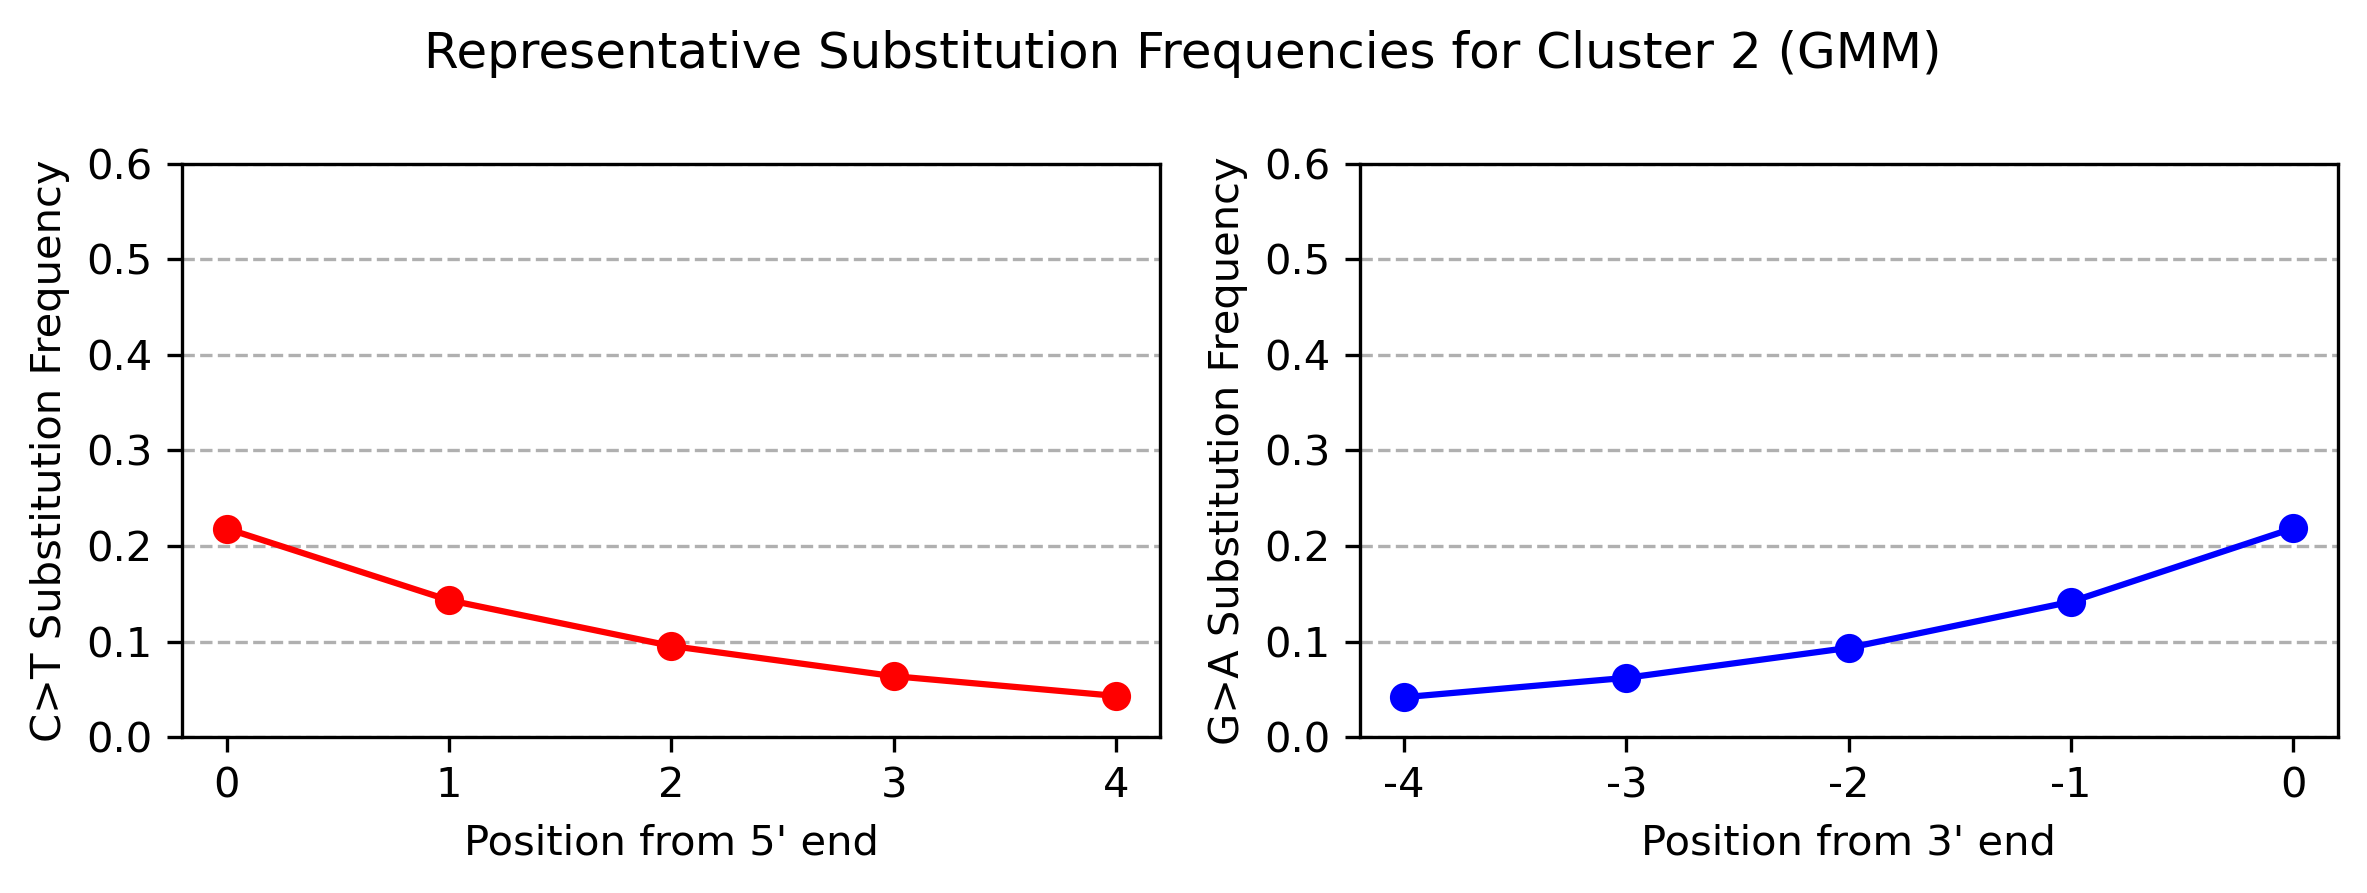 Representative Substitution Frequencies for Cluster 2 (GMM)
C>T Substitution Frequency
0.6
0.5
0.4
0.3
0.2
0.1
0.0
0 1 2 3 4
Position from 5' end
G>A Substitution Frequency
0.6
0.5
0.4
0.3
0.2
0.1
0.0
-4 -3 -2 -1 0
Position from 3' end